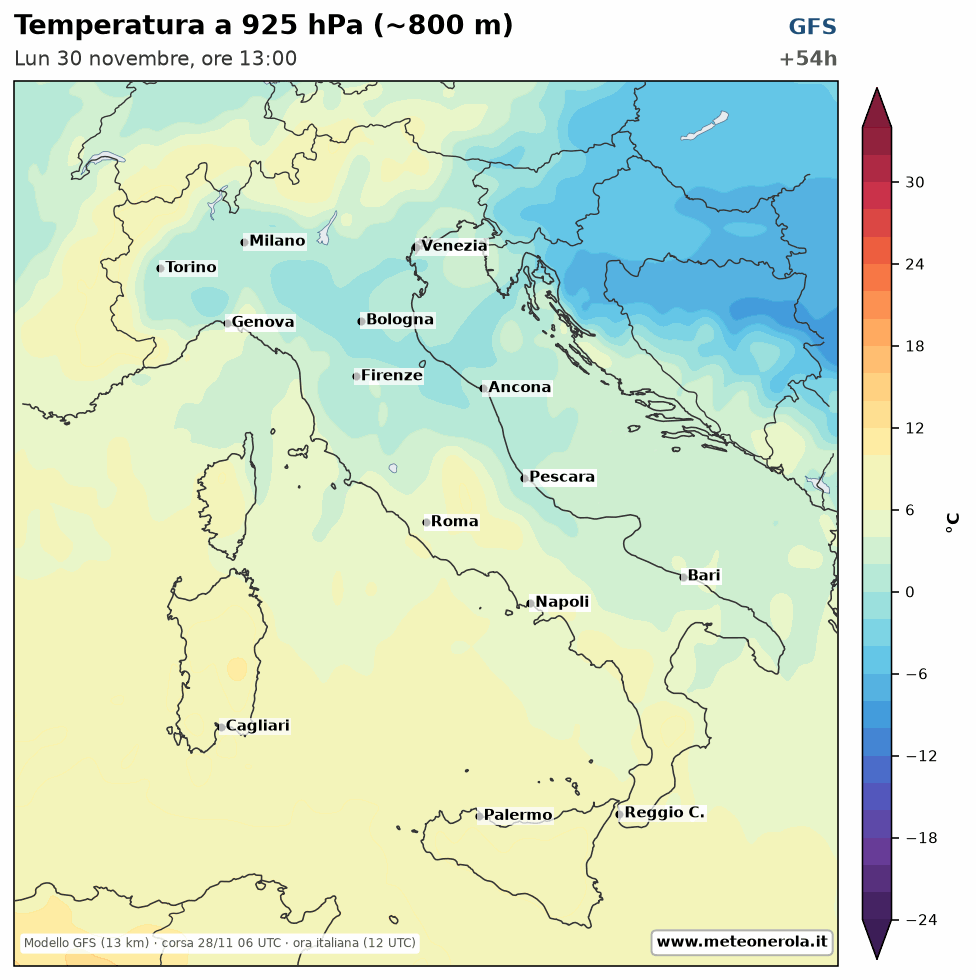 Temperatura a 925 hPa (~800 m)
GFS
Lun 30 novembre, ore 13:00
+54h
Milano
Venezia
Torino
Genova
Bologna
Firenze
Ancona
Pescara
Roma
Bari
Napoli
Cagliari
Palermo
Reggio C.
30
24
18
12
6
0
−6
−12
−18
−24
°C
Modello GFS (13 km) · corsa 28/11 06 UTC · ora italiana (12 UTC)
www.meteonerola.it